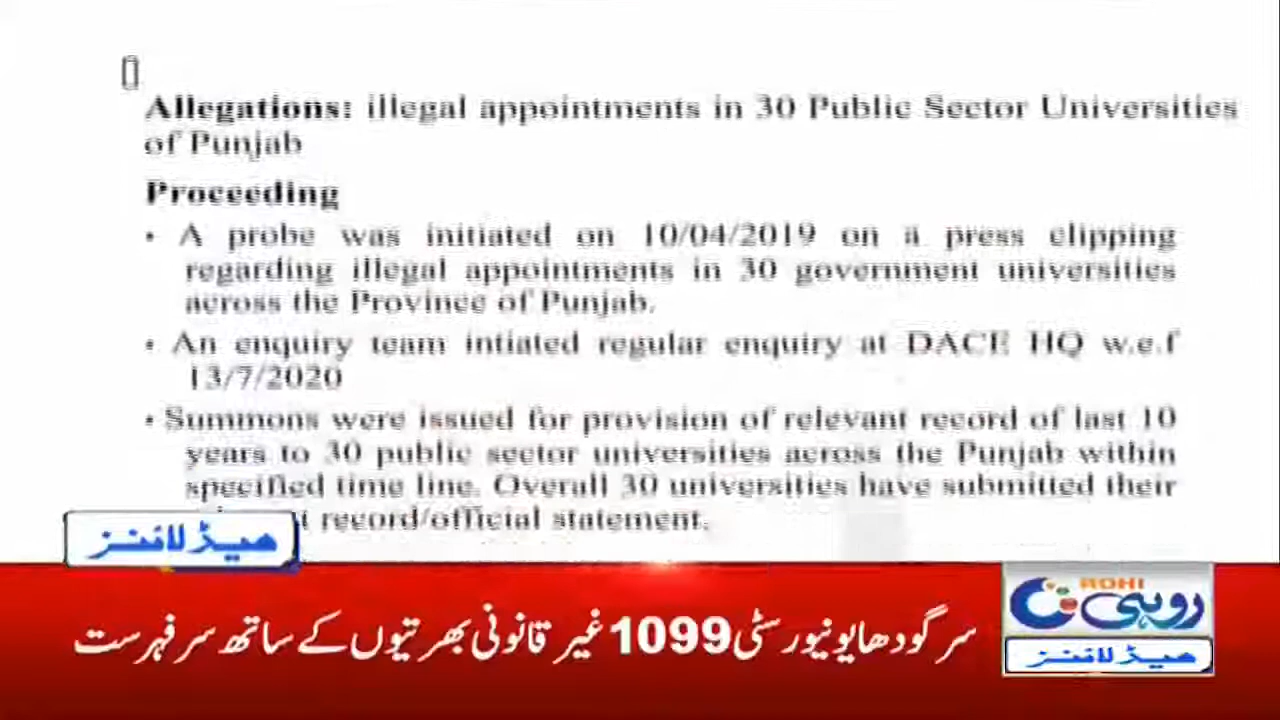 Allegations: illegal appointments in 30 Public Sector Universities
of Punjab
Proceeding
• A probe was initiated on 10/04/2019 on a press clipping
regarding illegal appointments in 30 government universities
across the Province of Punjab.
• An enquiry team intiated regular enquiry at DACE HQ w.e.f
13/7/2020
• Summons were issued for provision of relevant record of last 10
years to 30 public sector universities across the Punjab within
specified time line. Overall 30 universities have submitted their
record/official statement.
ہیڈلائنز
سرگودھا یونیورسٹی 1099 غیر قانونی بھرتیوں کے ساتھ سرفہرست
ROHI
روہی
ہیڈلائنز